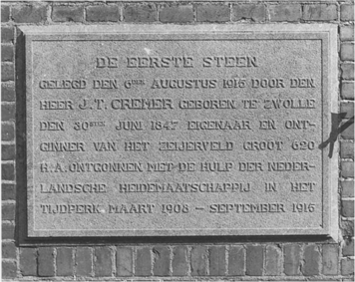 DE EERSTE STEEN
GELEGD DEN 6DEN AUGUSTUS 1915 DOOR DEN
HEER J.T. CREMER GEBOREN TE ZWOLLE
DEN 30STEN JUNI 1847 EIGENAAR EN ONT-
GINNER VAN HET ZEIJERVELD GROOT 620
H.A. ONTGONNEN MET DE HULP DER NEDER-
LANDSCHE HEIDEMAATSCHAPPIJ IN HET
TIJDPERK MAART 1908 – SEPTEMBER 1915